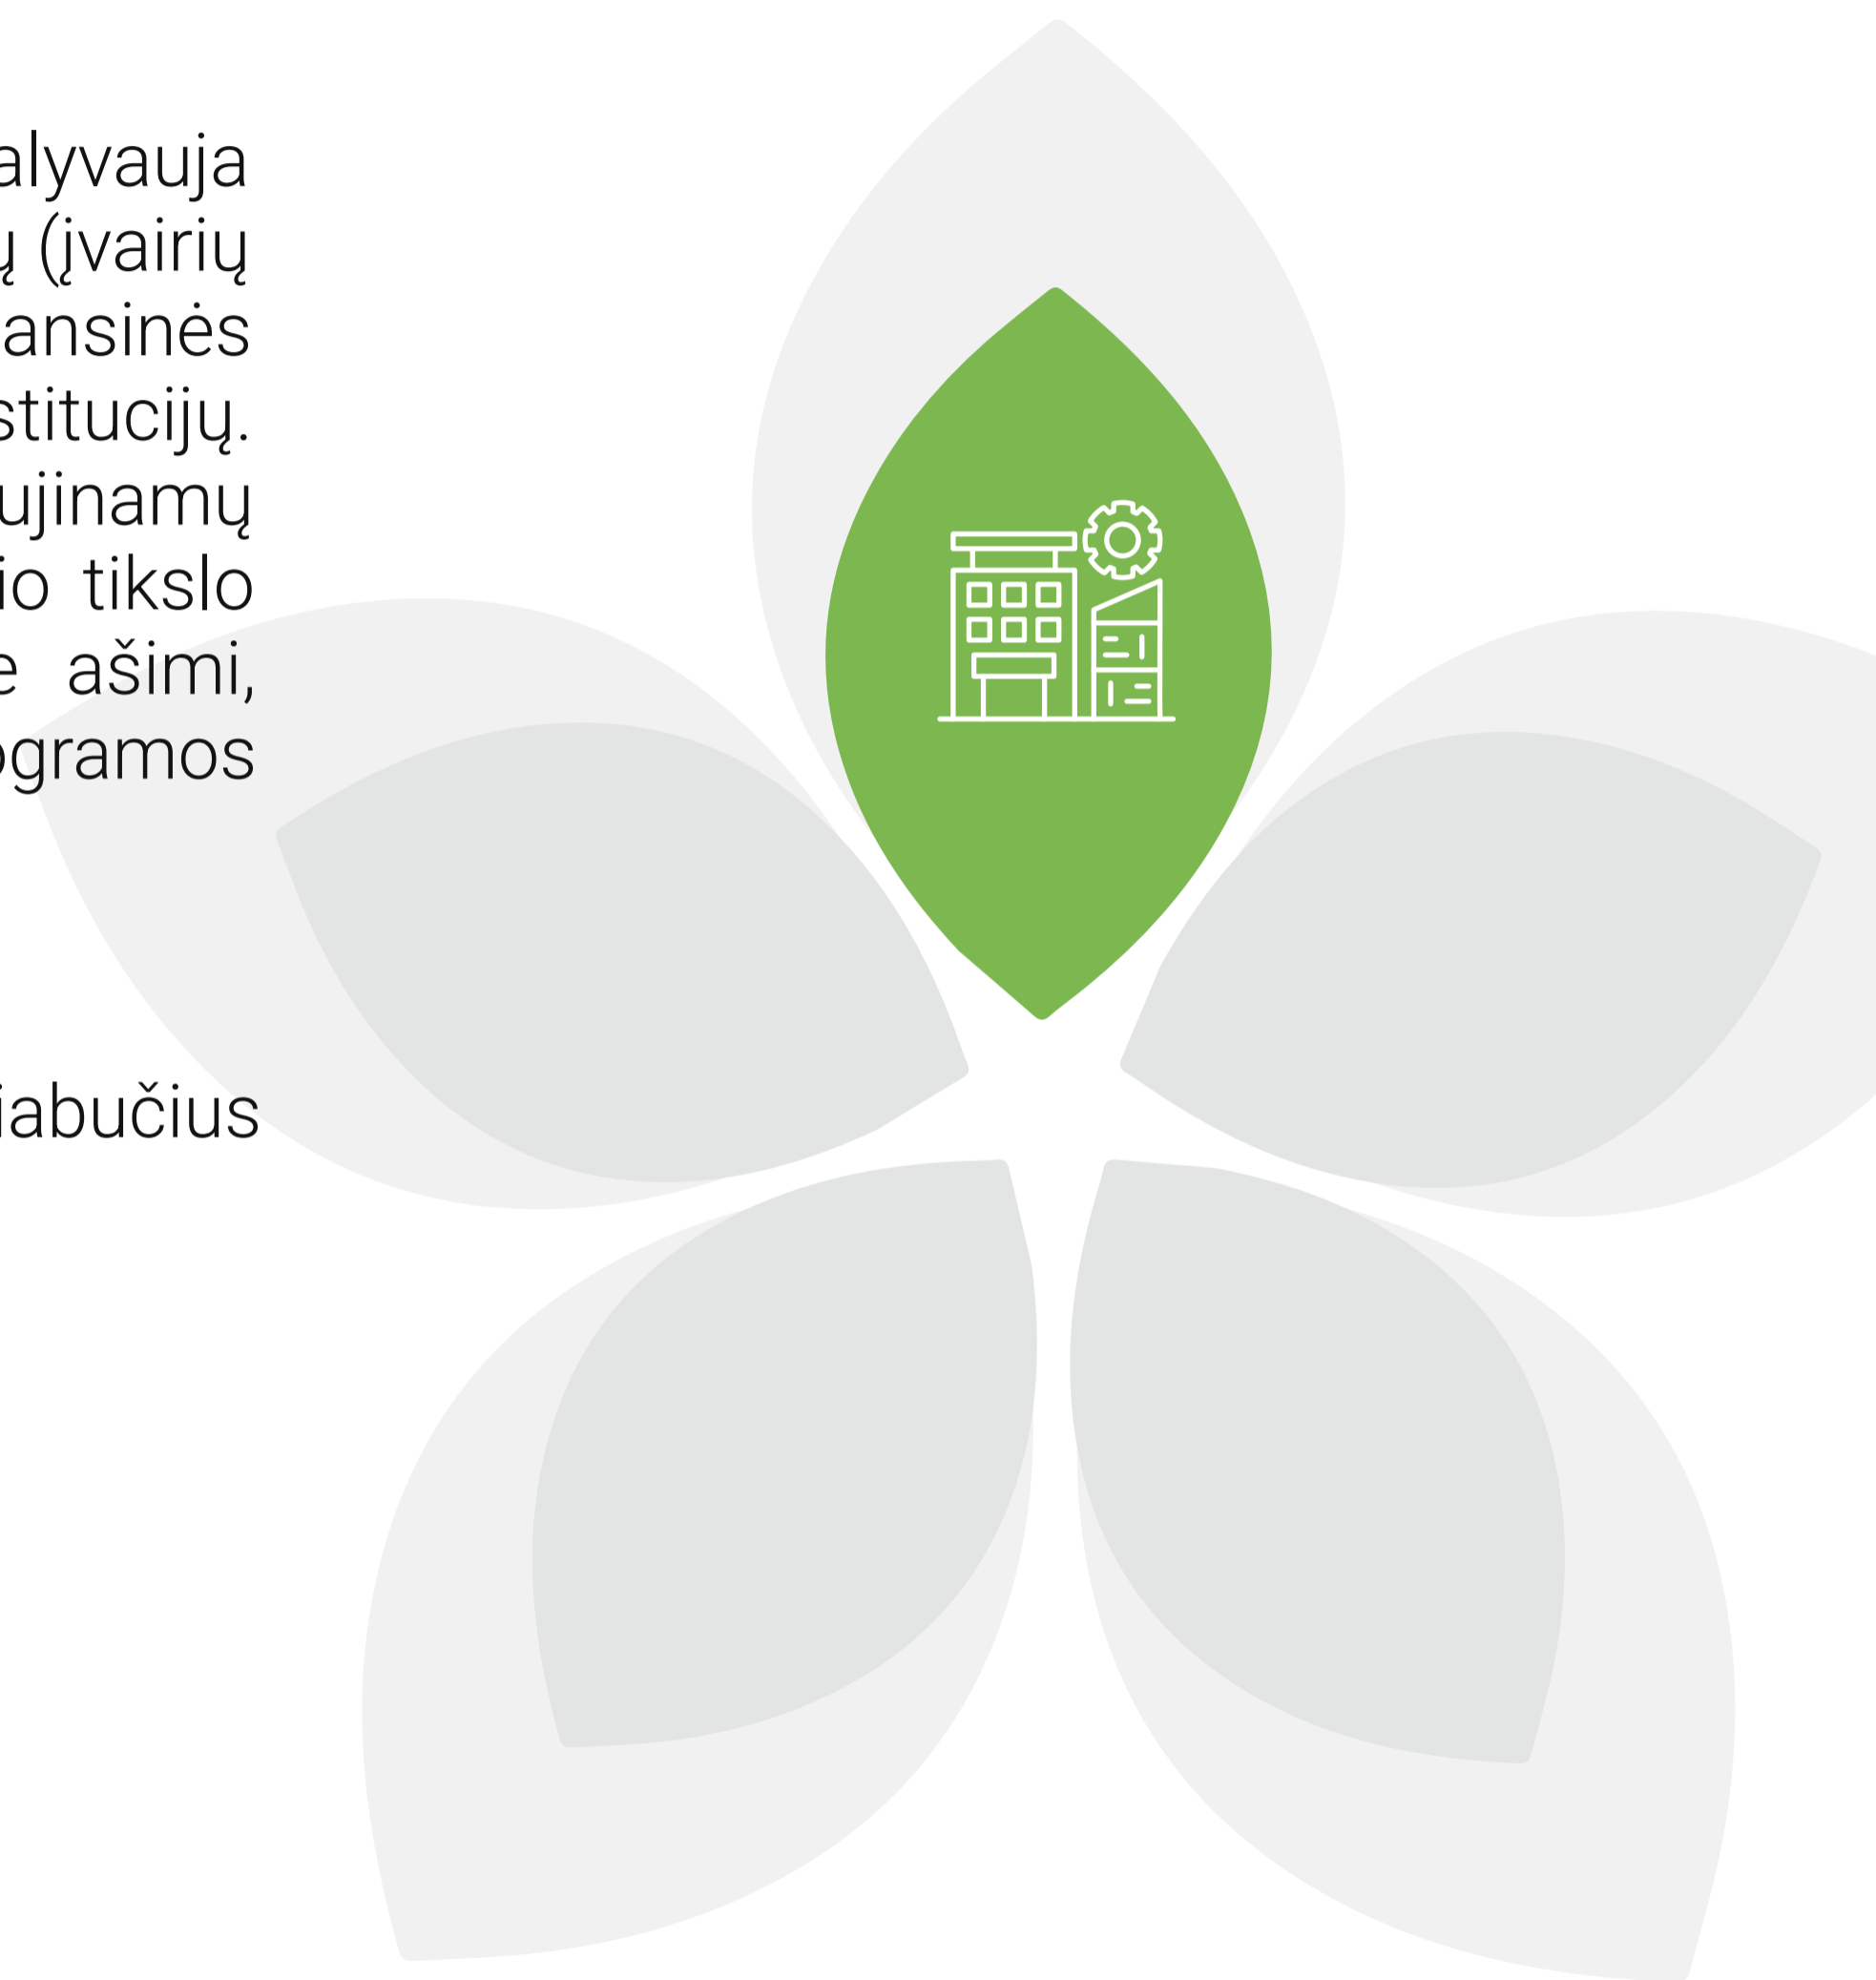 alyvauja
ų (įvairių
ansinės
stitucijų.
ujinamų
io tikslo
e ašimi,
ogramos
iabučius